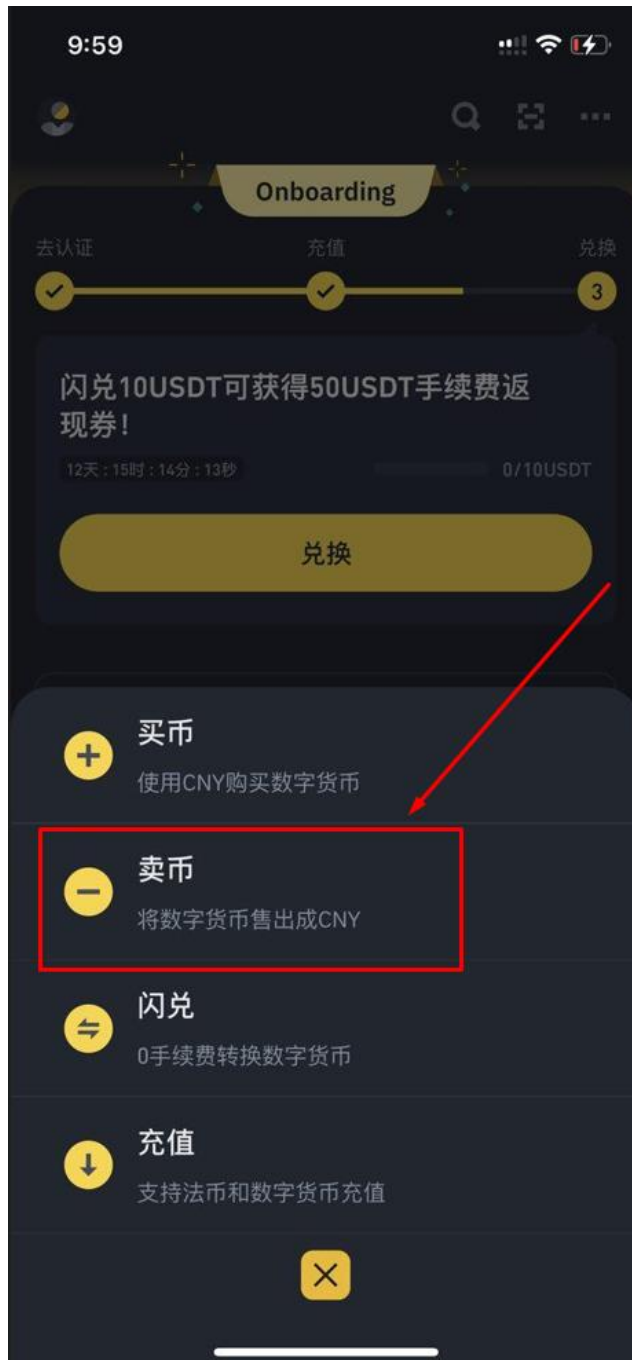 9:59
Onboarding
去认证
充值
兑换
3
闪兑10USDT可获得50USDT手续费返
现券！
12天 : 15时 : 14分 : 13秒
0/10USDT
兑换
买币
使用CNY购买数字货币
卖币
将数字货币售出成CNY
闪兑
0手续费转换数字货币
充值
支持法币和数字货币充值